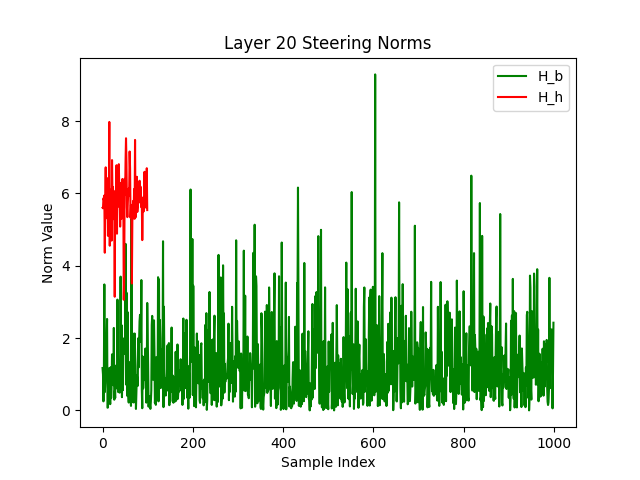 Layer 20 Steering Norms
H_b
H_h
Norm Value
8
6
4
2
0
0 200 400 600 800 1000
Sample Index